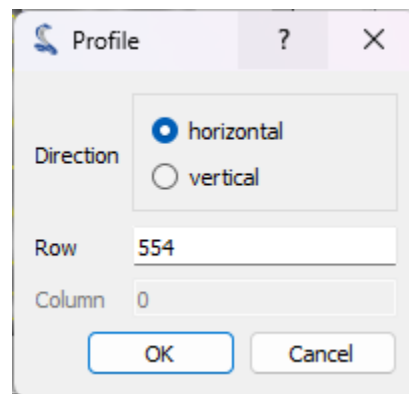 Profile ?
horizontal
Direction
vertical
Row 554
Column 0
OK Cancel